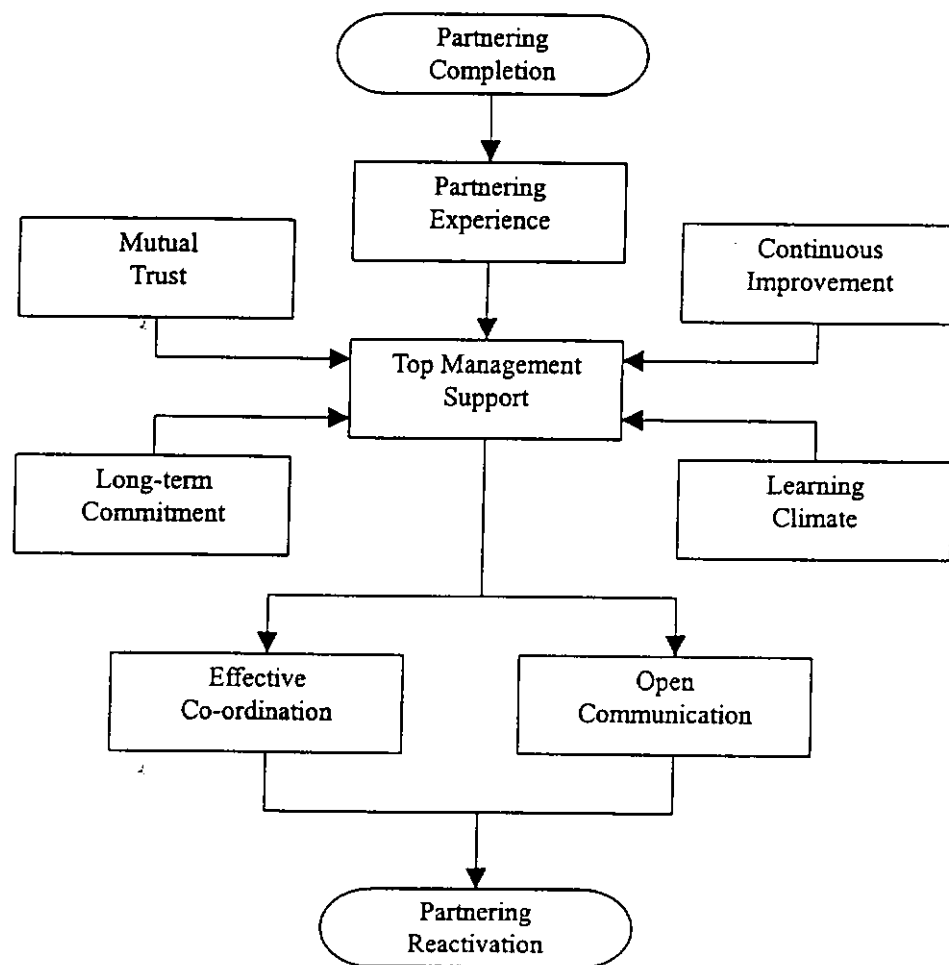 Partnering
Completion
Partnering
Experience
Mutual
Trust
Continuous
Improvement
Top Management
Support
Long-term
Commitment
Learning
Climate
Effective
Co-ordination
Open
Communication
Partnering
Reactivation